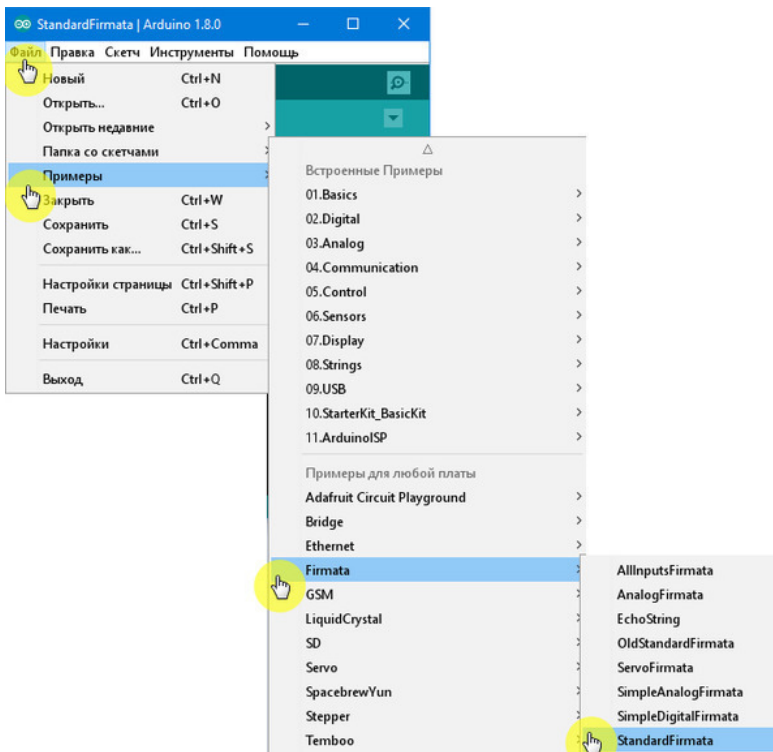 StandardFirmata | Arduino 1.8.0
Файл Правка Скетч Инструменты Помощь
Новый Ctrl+N
Открыть... Ctrl+O
Открыть недавние
Папка со скетчами
Примеры
Закрыть Ctrl+W
Сохранить Ctrl+S
Сохранить как... Ctrl+Shift+S
Настройки страницы Ctrl+Shift+P
Печать Ctrl+P
Настройки Ctrl+Comma
Выход Ctrl+Q
Встроенные Примеры
01.Basics
02.Digital
03.Analog
04.Communication
05.Control
06.Sensors
07.Display
08.Strings
09.USB
10.StarterKit_BasicKit
11.ArduinoISP
Примеры для любой платы
Adafruit Circuit Playground
Bridge
Ethernet
Firmata
GSM
LiquidCrystal
SD
Servo
SpacebrewYun
Stepper
Temboo
AllInputsFirmata
AnalogFirmata
EchoString
OldStandardFirmata
ServoFirmata
SimpleAnalogFirmata
SimpleDigitalFirmata
StandardFirmata